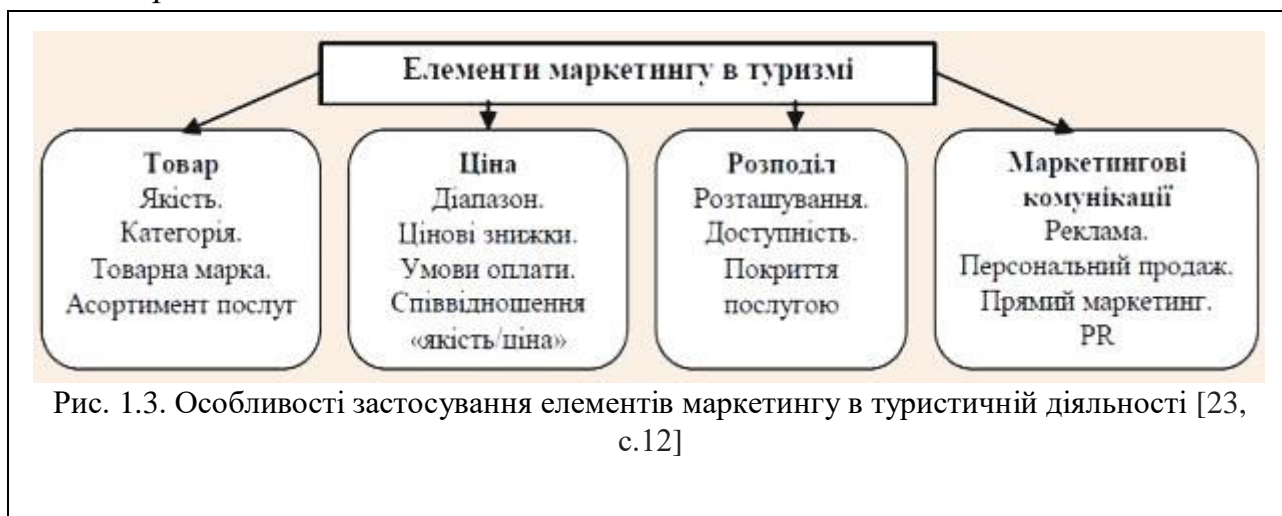 Елементи маркетингу в туризмі
Товар
Якість.
Категорія.
Товарна марка.
Асортимент послуг
Ціна
Діапазон.
Цінові знижки.
Умови оплати.
Співвідношення
«якість/ціна»
Розподіл
Розташування.
Доступність.
Покриття
послугою
Маркетингові
комунікації
Реклама.
Персональний продаж.
Прямий маркетинг.
PR
Рис. 1.3. Особливості застосування елементів маркетингу в туристичній діяльності [23,
с.12]